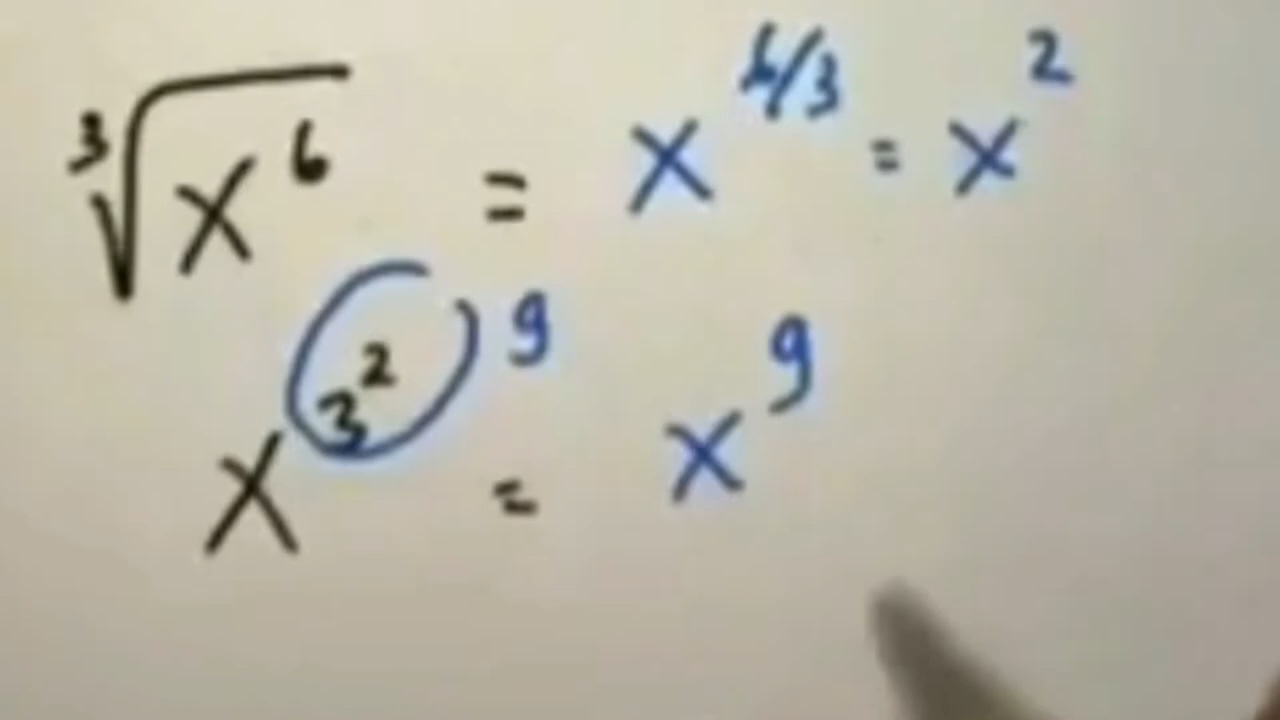 ∛x⁶ = x^{6/3} = x²
x^{3²} 9 = x⁹